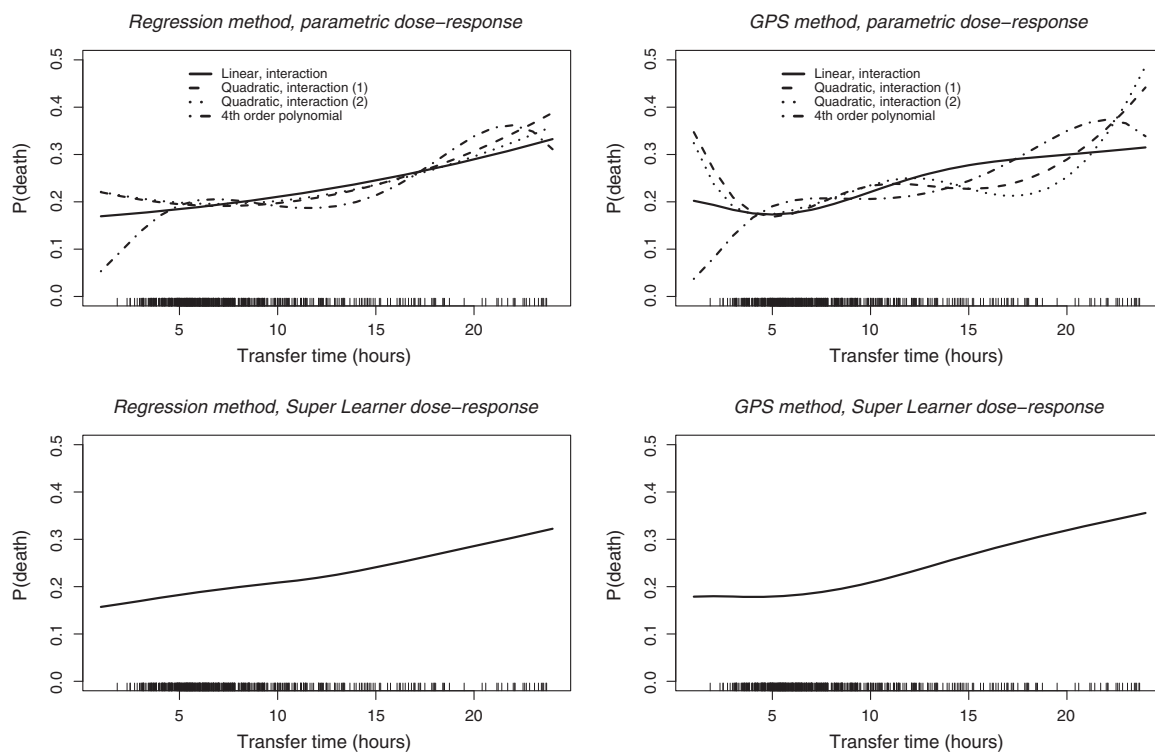 Regression method, parametric dose−response
P(death)
0.5
0.4
0.3
0.2
0.1
0.0
Linear, interaction
Quadratic, interaction (1)
Quadratic, interaction (2)
4th order polynomial
5 10 15 20
Transfer time (hours)
GPS method, parametric dose−response
P(death)
0.5
0.4
0.3
0.2
0.1
0.0
Linear, interaction
Quadratic, interaction (1)
Quadratic, interaction (2)
4th order polynomial
5 10 15 20
Transfer time (hours)
Regression method, Super Learner dose−response
P(death)
0.5
0.4
0.3
0.2
0.1
0.0
5 10 15 20
Transfer time (hours)
GPS method, Super Learner dose−response
P(death)
0.5
0.4
0.3
0.2
0.1
0.0
5 10 15 20
Transfer time (hours)